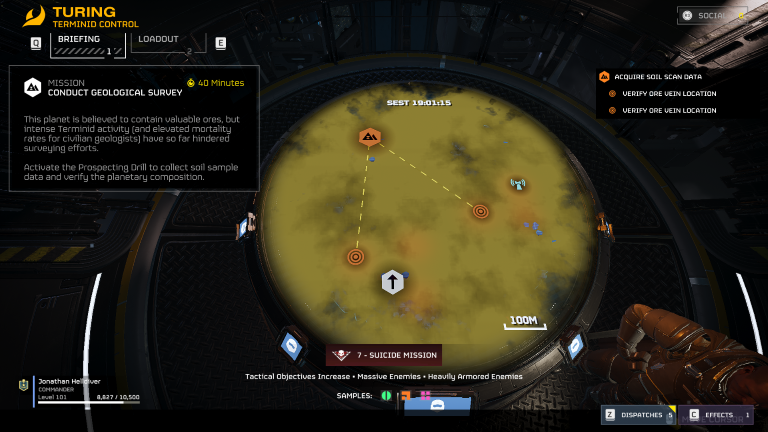 TURING
TERMINID CONTROL
SOCIAL
Q
BRIEFING
1
LOADOUT
2
E
MISSION
40 Minutes
CONDUCT GEOLOGICAL SURVEY
This planet is believed to contain valuable ores, but
intense Terminid activity (and elevated mortality
rates for civilian geologists) have so far hindered
surveying efforts.
Activate the Prospecting Drill to collect soil sample
data and verify the planetary composition.
ACQUIRE SOIL SCAN DATA
VERIFY ORE VEIN LOCATION
VERIFY ORE VEIN LOCATION
SEST 19:01:15
100M
7 - SUICIDE MISSION
Tactical Objectives Increase • Massive Enemies • Heavily Armored Enemies
SAMPLES:
Jonathan Helldiver
COMMANDER
Level 101
8,827 / 10,500
Z
DISPATCHES
5
C
EFFECTS
1
CURSOR